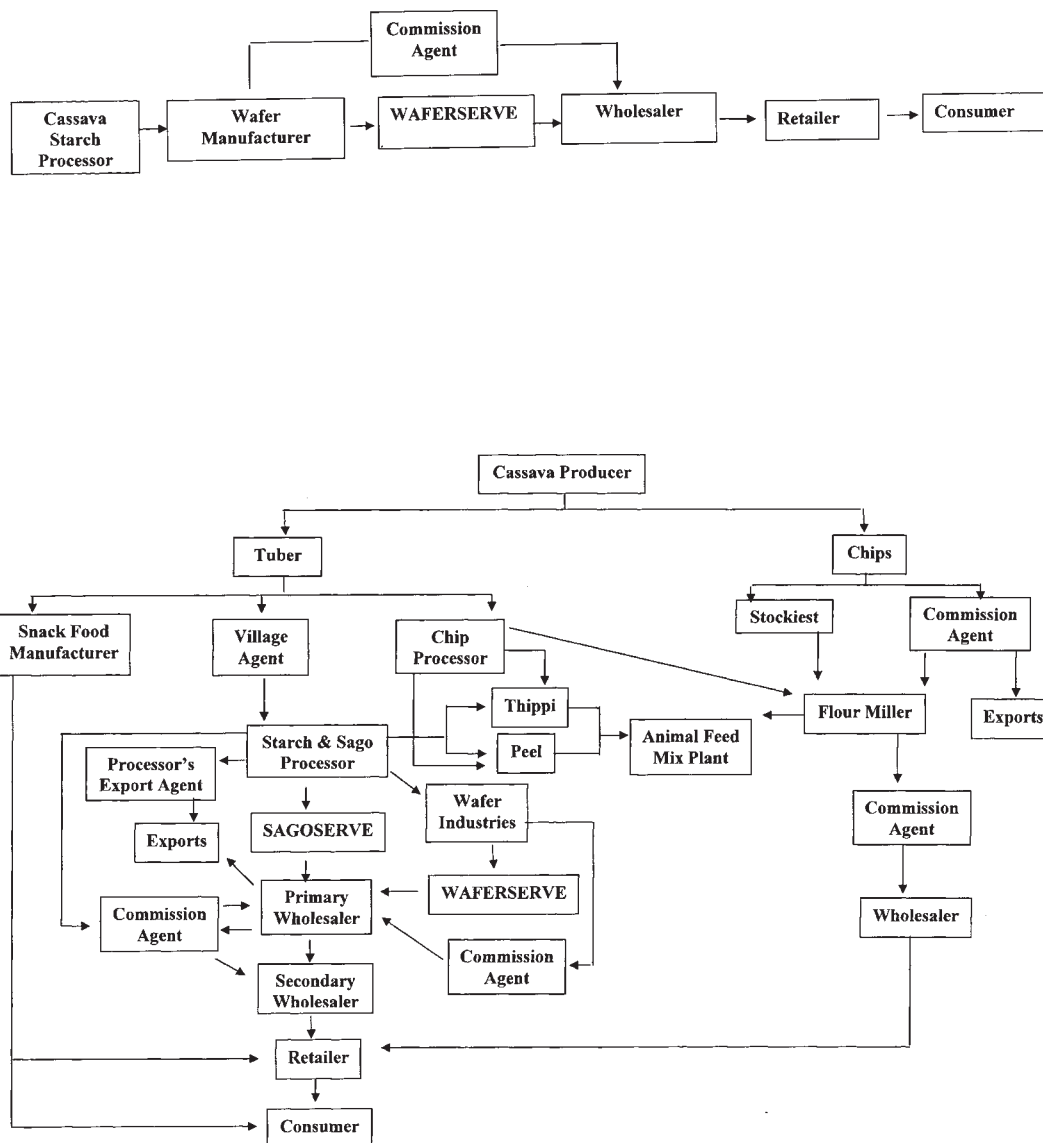 Commission
Agent
Cassava
Starch
Processor
Wafer
Manufacturer
WAFERSERVE
Wholesaler
Retailer
Consumer
Cassava Producer
Tuber
Chips
Snack Food
Manufacturer
Village
Agent
Chip
Processor
Stockiest
Commission
Agent
Thippi
Peel
Animal Feed
Mix Plant
Flour Miller
Exports
Starch & Sago
Processor
Processor's
Export Agent
Exports
SAGOSERVE
Wafer
Industries
Commission
Agent
WAFERSERVE
Primary
Wholesaler
Commission
Agent
Commission
Agent
Wholesaler
Secondary
Wholesaler
Retailer
Consumer